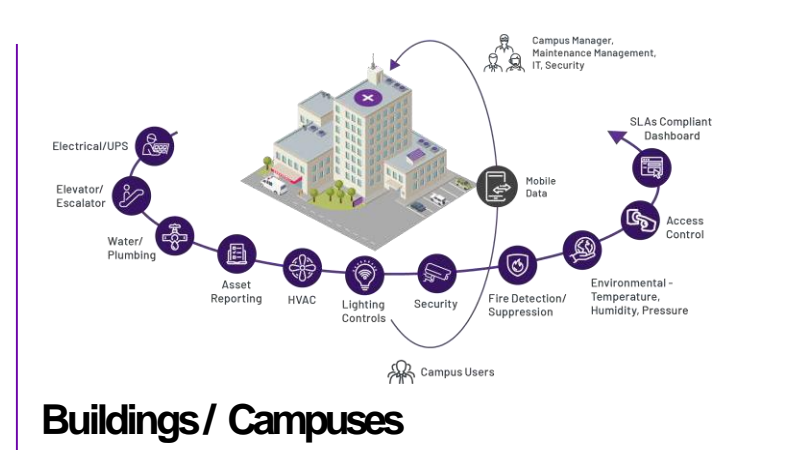 Campus Manager,
Maintenance Management,
IT, Security
SLAs Compliant
Dashboard
Electrical/UPS
Elevator/
Escalator
Mobile
Data
Access
Control
Water/
Plumbing
Asset
Reporting
HVAC
Lighting
Controls
Security
Fire Detection/
Suppression
Environmental -
Temperature,
Humidity, Pressure
Campus Users
Buildings / Campuses